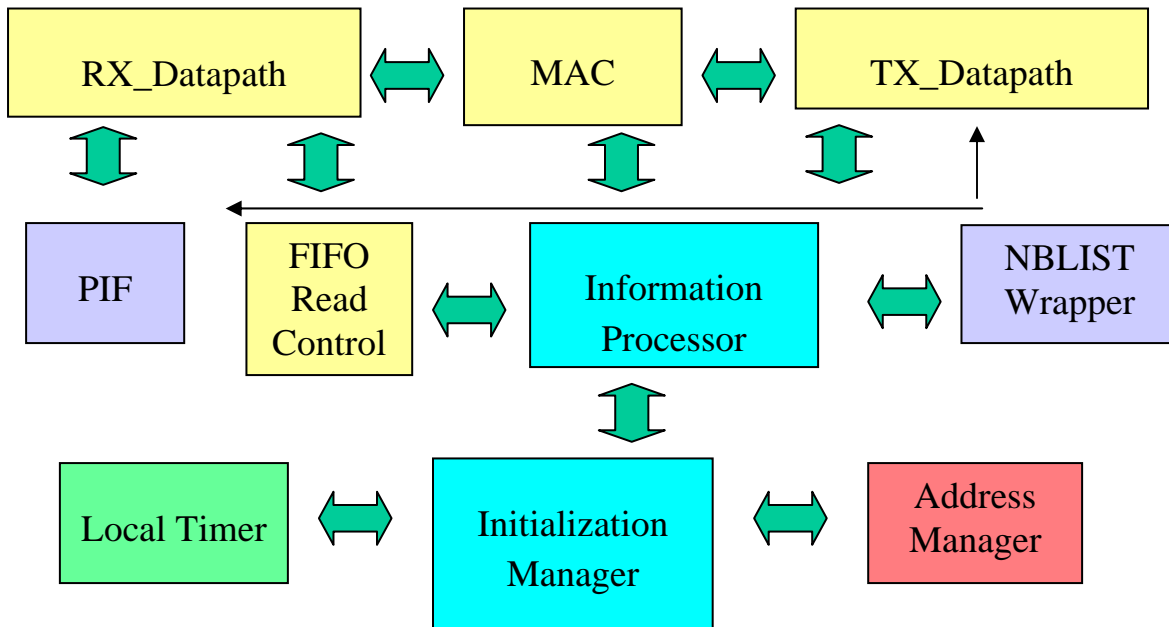 RX_Datapath
MAC
TX_Datapath
PIF
FIFO
Read
Control
Information
Processor
NBLIST
Wrapper
Local Timer
Initialization
Manager
Address
Manager